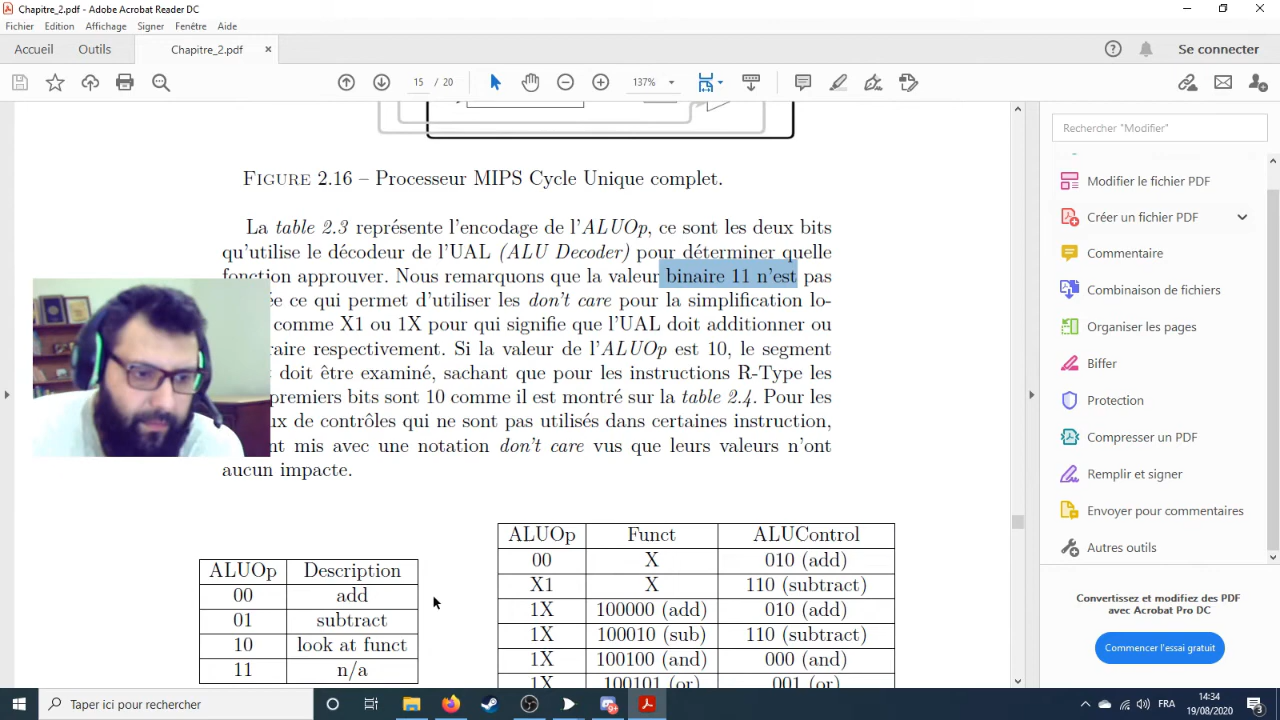 Chapitre_2.pdf - Adobe Acrobat Reader DC
Fichier Edition Affichage Signer Fenêtre Aide
Accueil Outils Chapitre_2.pdf × Se connecter
15 / 20 137%
Rechercher "Modifier"
Modifier le fichier PDF
Créer un fichier PDF
Commentaire
Combinaison de fichiers
Organiser les pages
Biffer
Protection
Compresser un PDF
Remplir et signer
Envoyer pour commentaires
Autres outils
Convertissez et modifiez des PDF
avec Acrobat Pro DC
Commencer l'essai gratuit
FIGURE 2.16 – Processeur MIPS Cycle Unique complet.
La table 2.3 représente l'encodage de l'ALUOp, ce sont les deux bits
qu'utilise le décodeur de l'UAL (ALU Decoder) pour déterminer quelle
fonction approuver. Nous remarquons que la valeur binaire 11 n'est pas
ce qui permet d'utiliser les don't care pour la simplification lo-
comme X1 ou 1X pour qui signifie que l'UAL doit additionner ou
respectivement. Si la valeur de l'ALUOp est 10, le segment
doit être examiné, sachant que pour les instructions R-Type les
premiers bits sont 10 comme il est montré sur la table 2.4. Pour les
de contrôles qui ne sont pas utilisés dans certaines instruction,
mis avec une notation don't care vus que leurs valeurs n'ont
aucun impacte.
ALUOp Description
00 add
01 subtract
10 look at funct
11 n/a
ALUOp Funct ALUControl
00 X 010 (add)
X1 X 110 (subtract)
1X 100000 (add) 010 (add)
1X 100010 (sub) 110 (subtract)
1X 100100 (and) 000 (and)
1X 100101 (or) 001 (or)
Taper ici pour rechercher
FRA
14:34
19/08/2020